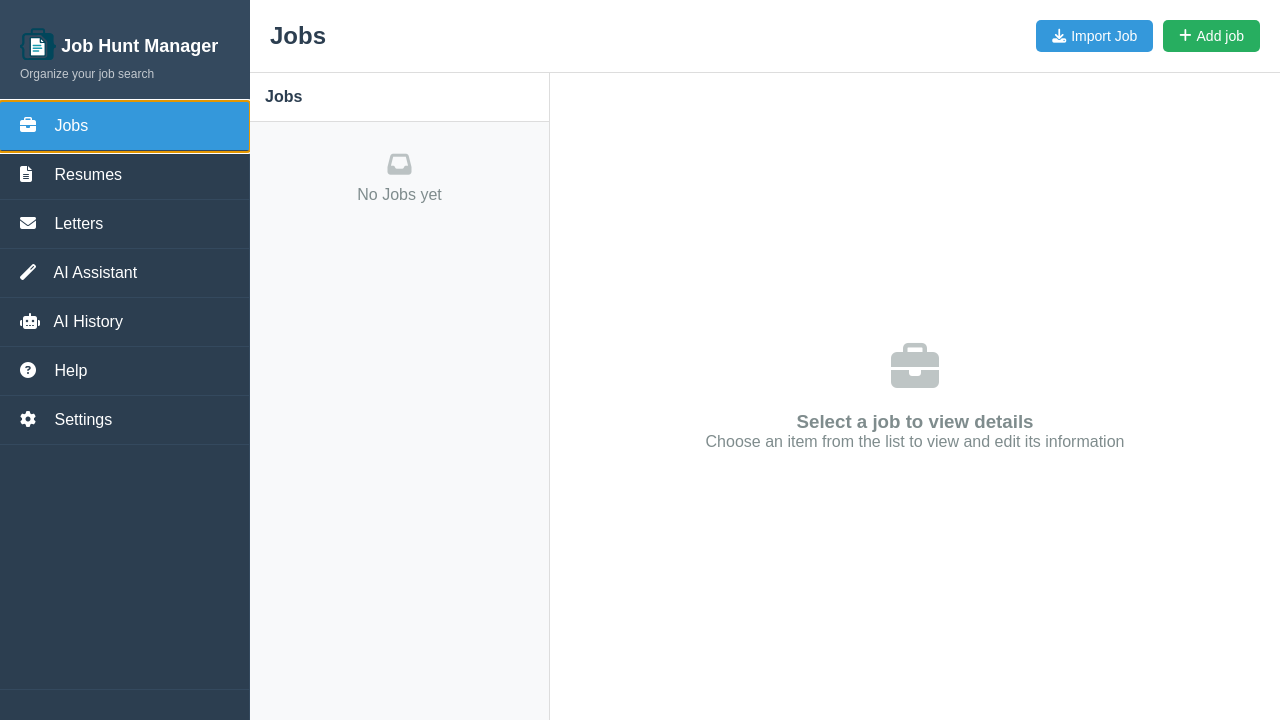 Job Hunt Manager
Organize your job search
Jobs
Resumes
Letters
AI Assistant
AI History
Help
Settings
Jobs
Import Job
Add job
Jobs
No Jobs yet
Select a job to view details
Choose an item from the list to view and edit its information